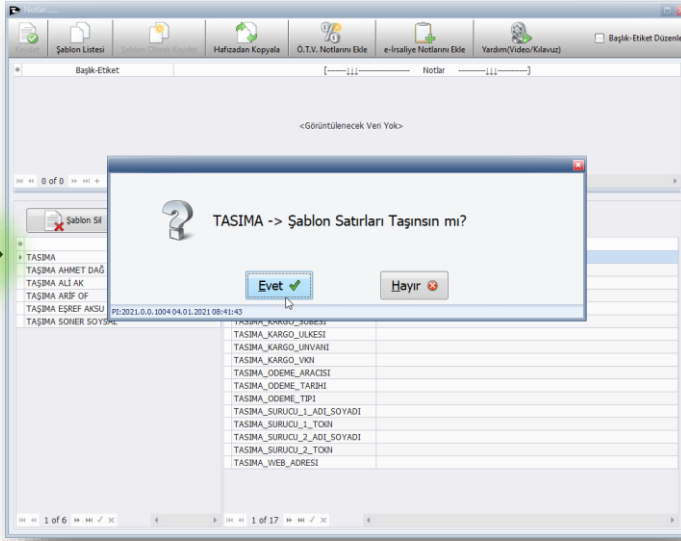 Notlar....
Kaydet
Şablon Listesi
Şablon Olarak Kaydet
Hafızadan Kopyala
Ö.T.V. Notlarını Ekle
e-İrsaliye Notlarını Ekle
Yardım(Video/Kılavuz)
Başlık-Etiket Düzenle
Başlık-Etiket
[-------↓↓↓---------------- Notlar --------↓↓↓----------]
<Görüntülenecek Veri Yok>
0 of 0
TASIMA -> Şablon Satırları Taşınsın mı?
Evet
Hayır
PI:2021.0.0.1004 04.01.2021 08:41:43
Şablon Sil
TASIMA
TAŞIMA AHMET DAĞ
TAŞIMA ALİ AK
TAŞIMA ARİF OF
TAŞIMA EŞREF AKSU
TAŞIMA SONER SOYSAL
TASIMA_KARGO_SUBESI
TASIMA_KARGO_ULKESI
TASIMA_KARGO_UNVANI
TASIMA_KARGO_VKN
TASIMA_ODEME_ARACISI
TASIMA_ODEME_TARIHI
TASIMA_ODEME_TIPI
TASIMA_SURUCU_1_ADI_SOYADI
TASIMA_SURUCU_1_TCKN
TASIMA_SURUCU_2_ADI_SOYADI
TASIMA_SURUCU_2_TCKN
TASIMA_WEB_ADRESI
1 of 6
1 of 17